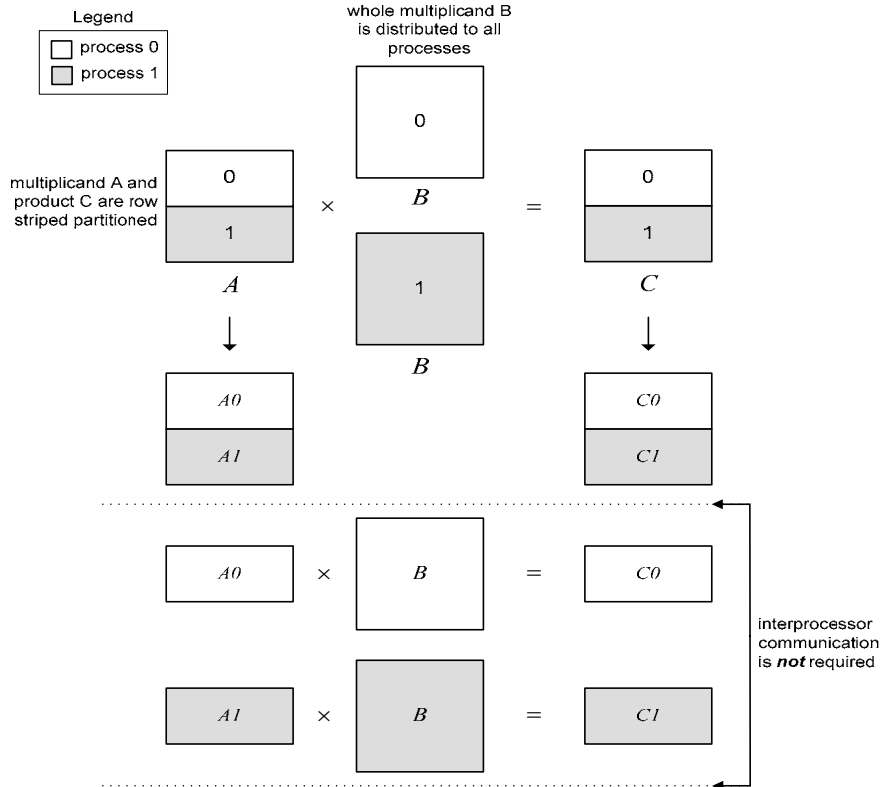 Legend
process 0
process 1
whole multiplicand B
is distributed to all
processes
0
B
multiplicand A and
product C are row
striped partitioned
0
1
A
×
1
B
=
0
1
C
A0
A1
C0
C1
A0 × B = C0
A1 × B = C1
interprocessor
communication
is not required